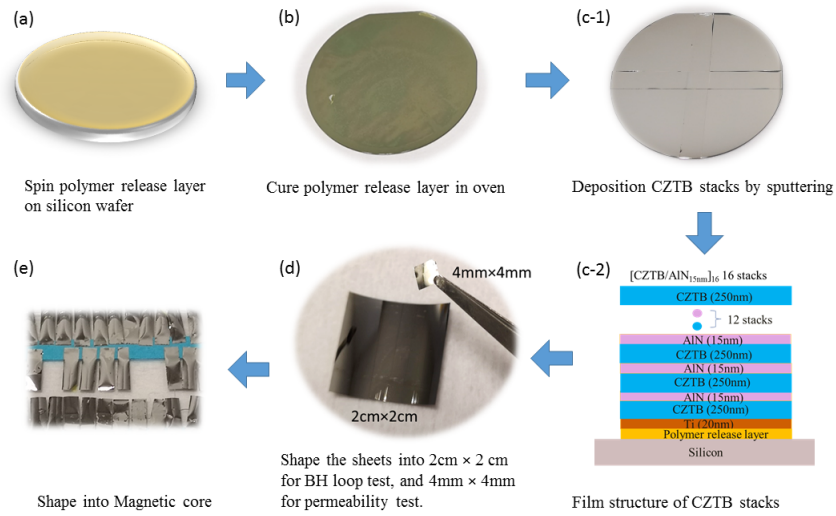 (a)
Spin polymer release layer
on silicon wafer
(b)
Cure polymer release layer in oven
(c-1)
Deposition CZTB stacks by sputtering
(c-2)
[CZTB/AlN15nm]16 16 stacks
CZTB (250nm)
12 stacks
AlN (15nm)
CZTB (250nm)
AlN (15nm)
CZTB (250nm)
AlN (15nm)
CZTB (250nm)
Ti (20nm)
Polymer release layer
Silicon
Film structure of CZTB stacks
(d)
4mm×4mm
2cm×2cm
Shape the sheets into 2cm × 2 cm
for BH loop test, and 4mm × 4mm
for permeability test.
(e)
Shape into Magnetic core